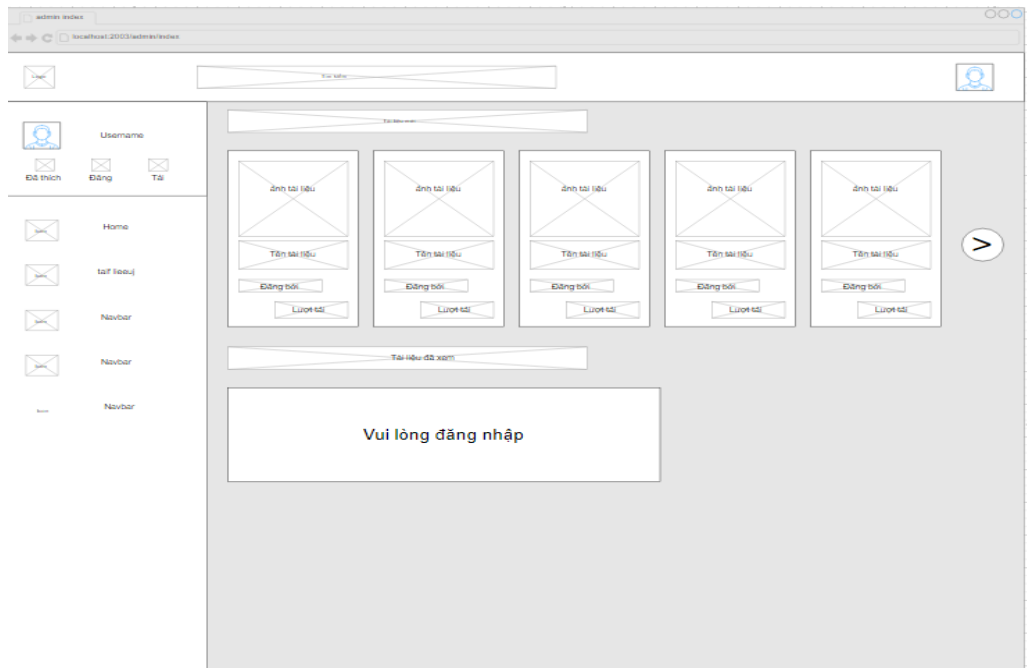 admin index
localhost:2003/admin/index
Logo
Tìm kiếm
Username
Đã thích
Đăng
Tải
Home
taif lieeuj
Navbar
Navbar
Navbar
ảnh tài liệu
ảnh tài liệu
ảnh tài liệu
ảnh tài liệu
ảnh tài liệu
Tên tài liệu
Tên tài liệu
Tên tài liệu
Tên tài liệu
Tên tài liệu
Đăng bởi
Đăng bởi
Đăng bởi
Đăng bởi
Đăng bởi
Lượt tải
Lượt tải
Lượt tải
Lượt tải
Lượt tải
>
Tài liệu đã xem
Vui lòng đăng nhập